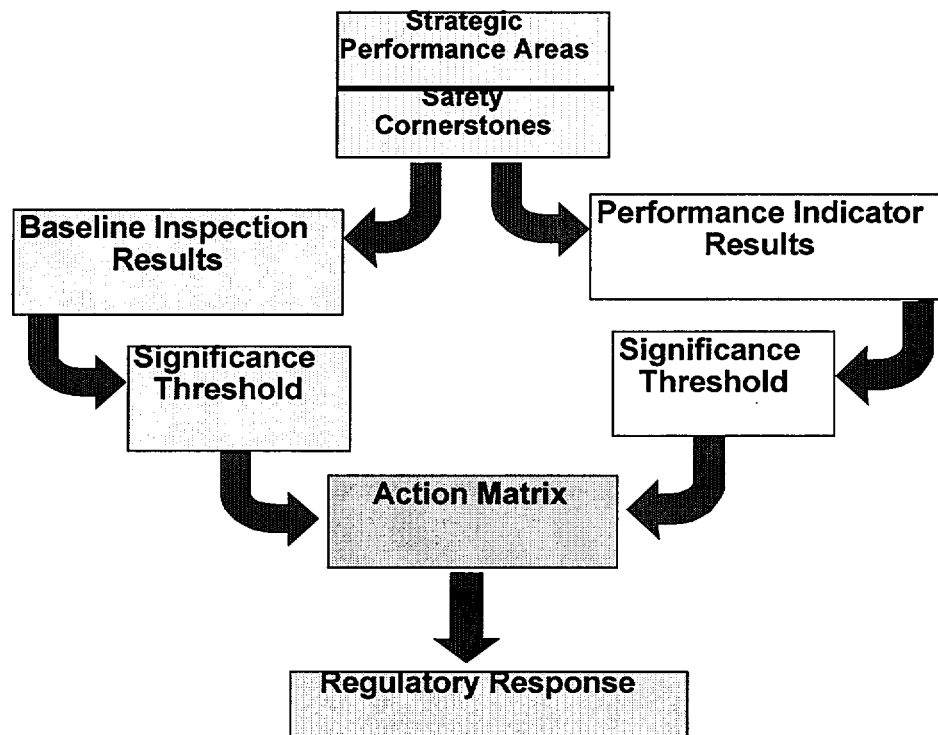 Strategic
Performance Areas
Safety
Cornerstones
Baseline Inspection
Results
Performance Indicator
Results
Significance
Threshold
Significance
Threshold
Action Matrix
Regulatory Response